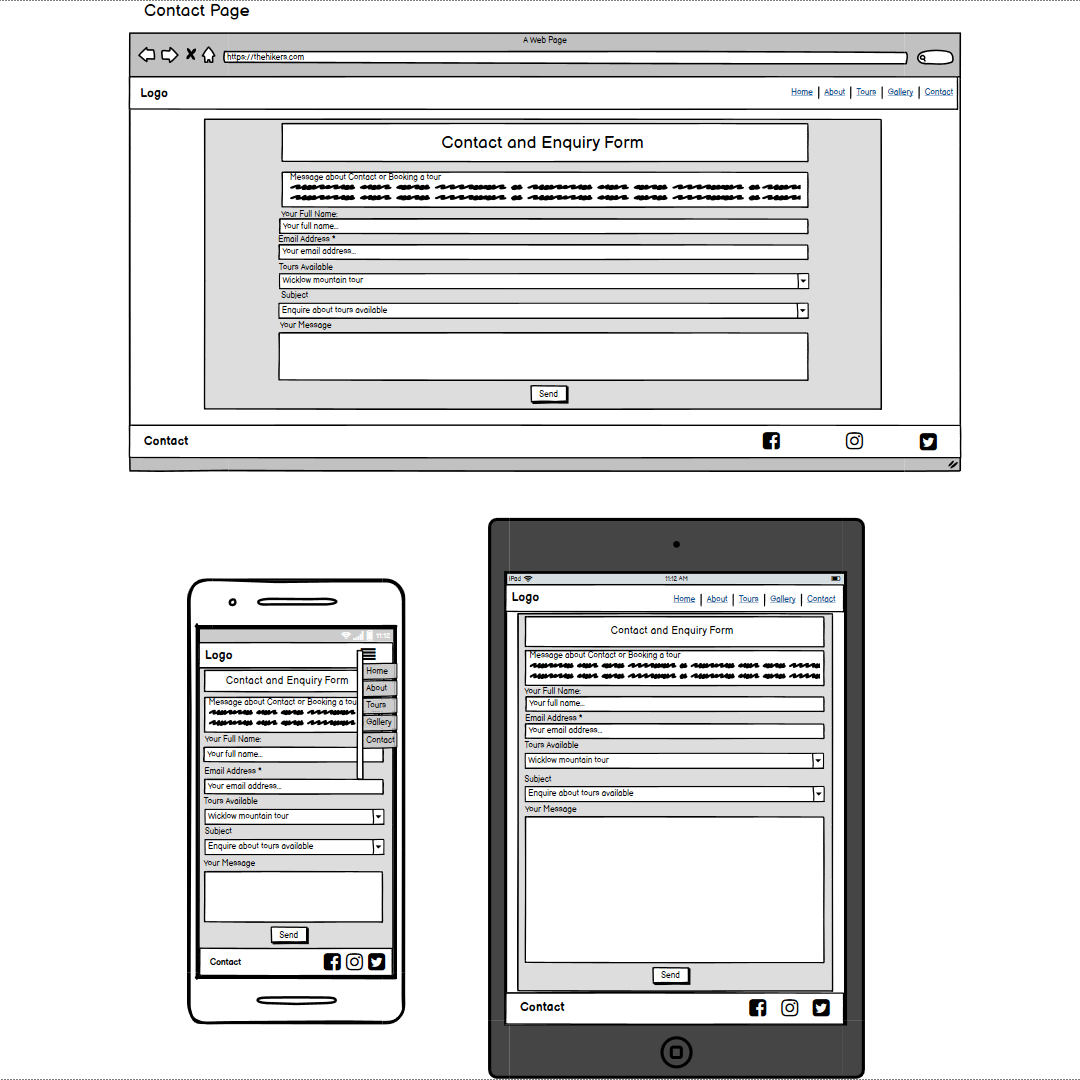 Contact Page
A Web Page
https://thehikers.com
Logo
Home | About | Tours | Gallery | Contact
Contact and Enquiry Form
Message about Contact or Booking a tour
Your Full Name:
Your full name...
Email Address *
Your email address...
Tours Available
Wicklow mountain tour
Subject
Enquire about tours available
Your Message
Send
Contact
11:12
Logo
Home
About
Tours
Gallery
Contact
Contact and Enquiry Form
Message about Contact or Booking a tou
Your Full Name:
Your full name...
Email Address *
Your email address...
Tours Available
Wicklow mountain tour
Subject
Enquire about tours available
Your Message
Send
Contact
iPad 11:12 AM
Logo
Home | About | Tours | Gallery | Contact
Contact and Enquiry Form
Message about Contact or Booking a tour
Your Full Name:
Your full name...
Email Address *
Your email address...
Tours Available
Wicklow mountain tour
Subject
Enquire about tours available
Your Message
Send
Contact